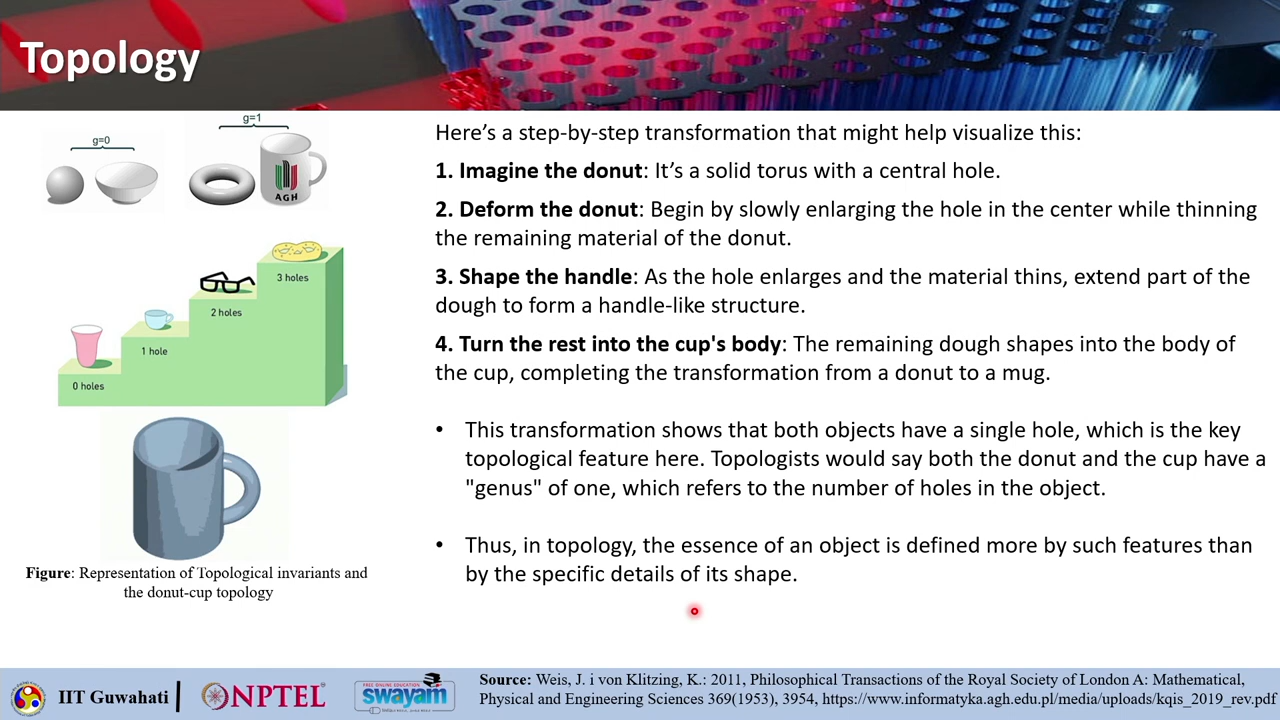 Topology
g=0
g=1
AGH
3 holes
2 holes
1 hole
0 holes
Figure: Representation of Topological invariants and
the donut-cup topology
Here’s a step-by-step transformation that might help visualize this:
1. Imagine the donut: It’s a solid torus with a central hole.
2. Deform the donut: Begin by slowly enlarging the hole in the center while thinning
the remaining material of the donut.
3. Shape the handle: As the hole enlarges and the material thins, extend part of the
dough to form a handle-like structure.
4. Turn the rest into the cup's body: The remaining dough shapes into the body of
the cup, completing the transformation from a donut to a mug.
• This transformation shows that both objects have a single hole, which is the key
topological feature here. Topologists would say both the donut and the cup have a
"genus" of one, which refers to the number of holes in the object.
• Thus, in topology, the essence of an object is defined more by such features than
by the specific details of its shape.
IIT Guwahati
NPTEL
FREE ONLINE EDUCATION
swayam
Source: Weis, J. i von Klitzing, K.: 2011, Philosophical Transactions of the Royal Society of London A: Mathematical,
Physical and Engineering Sciences 369(1953), 3954, https://www.informatyka.agh.edu.pl/media/uploads/kqis_2019_rev.pdf